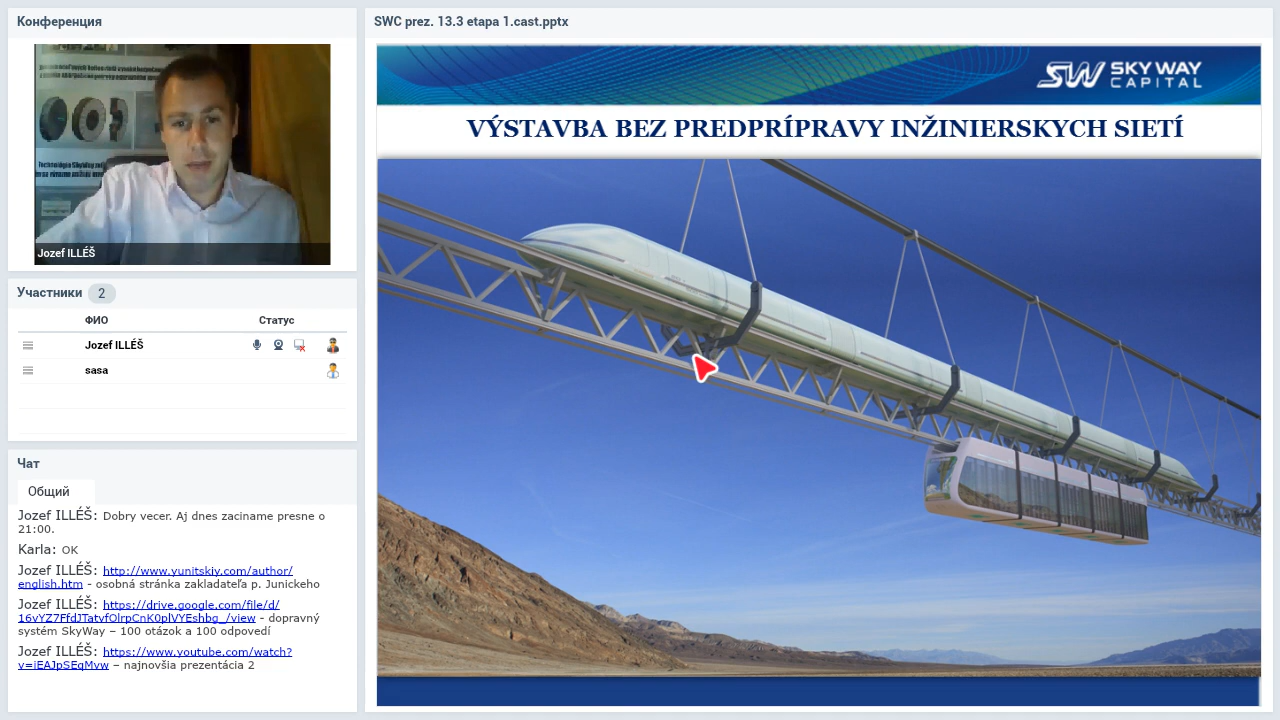 Конференция
Jozef ILLÉŠ
Участники 2
ФИО Статус
Jozef ILLÉŠ
sasa
Чат
Общий
Jozef ILLÉŠ: Dobry vecer. Aj dnes zaciname presne o
21:00.
Karla: OK
Jozef ILLÉŠ: http://www.yunitskiy.com/author/
english.htm - osobná stránka zakladateľa p. Junickeho
Jozef ILLÉŠ: https://drive.google.com/file/d/
16vYZ7FfdJTatvfOlrpCnK0plVYEshbg_/view - dopravný
systém SkyWay – 100 otázok a 100 odpovedí
Jozef ILLÉŠ: https://www.youtube.com/watch?
v=iEAJpSEqMvw – najnovšia prezentácia 2
SWC prez. 13.3 etapa 1.cast.pptx
SW SKY WAY
CAPITAL
VÝSTAVBA BEZ PREDPRÍPRAVY INŽINIERSKYCH SIETÍ